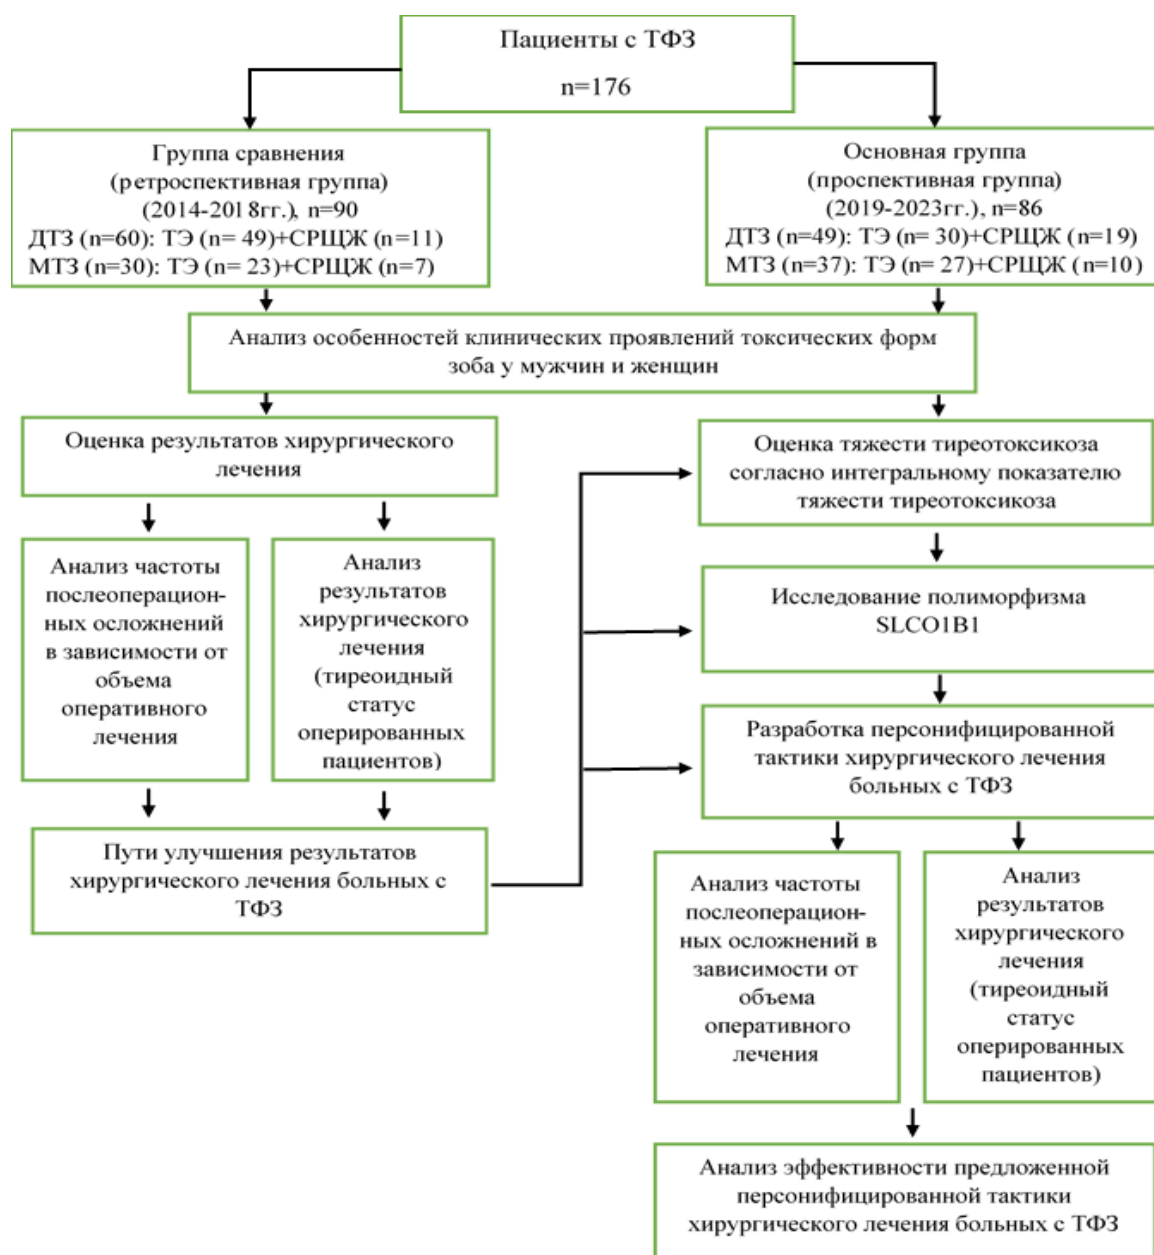 Пациенты с ТФЗ
n=176
Группа сравнения
(ретроспективная группа)
(2014-2018гг.), n=90
ДТЗ (n=60): ТЭ (n= 49)+СРЩЖ (n=11)
МТЗ (n=30): ТЭ (n= 23)+СРЩЖ (n=7)
Основная группа
(проспективная группа)
(2019-2023гг.), n=86
ДТЗ (n=49): ТЭ (n= 30)+СРЩЖ (n=19)
МТЗ (n=37): ТЭ (n= 27)+СРЩЖ (n=10)
Анализ особенностей клинических проявлений токсических форм
зоба у мужчин и женщин
Оценка результатов хирургического
лечения
Анализ частоты
послеоперацион-
ных осложнений
в зависимости от
объема
оперативного
лечения
Анализ
результатов
хирургического
лечения
(тиреоидный
статус
оперированных
пациентов)
Пути улучшения результатов
хирургического лечения больных с
ТФЗ
Оценка тяжести тиреотоксикоза
согласно интегральному показателю
тяжести тиреотоксикоза
Исследование полиморфизма
SLCO1B1
Разработка персонифицированной
тактики хирургического лечения
больных с ТФЗ
Анализ частоты
послеоперацион-
ных осложнений в
зависимости от
объема
оперативного
лечения
Анализ
результатов
хирургического
лечения
(тиреоидный
статус
оперированных
пациентов)
Анализ эффективности предложенной
персонифицированной тактики
хирургического лечения больных с ТФЗ